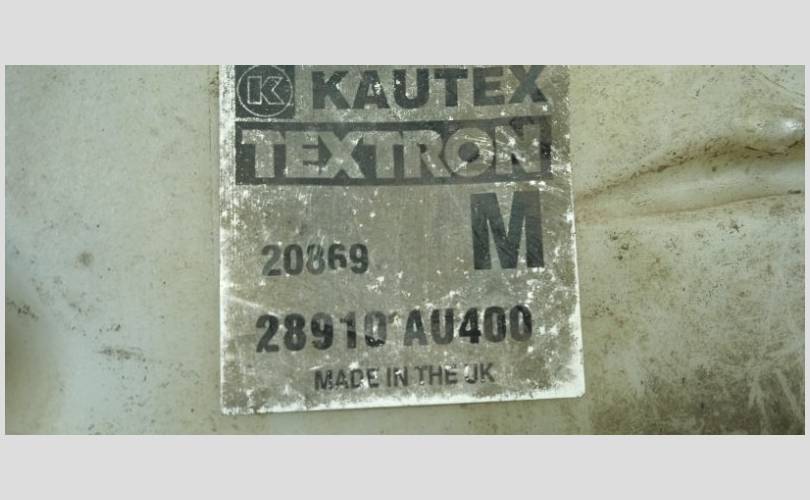 K KAUTEX
TEXTRON
M
20869
28910 AU400
MADE IN THE UK